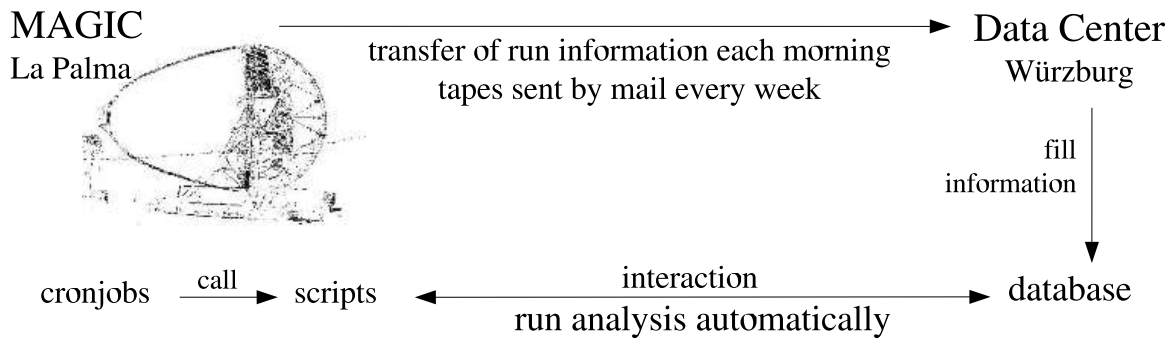 MAGIC
La Palma
transfer of run information each morning
tapes sent by mail every week
Data Center
Würzburg
fill
information
cronjobs
call
scripts
interaction
run analysis automatically
database